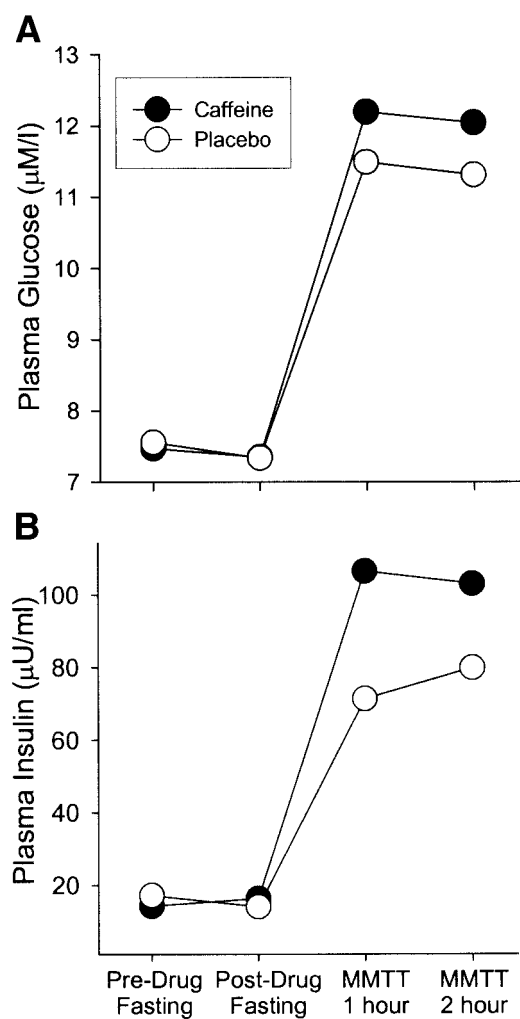 A
13
12
11
10
9
8
7
Plasma Glucose (μM/l)
Caffeine
Placebo
B
100
80
60
40
20
Plasma Insulin (μU/ml)
Pre-Drug Fasting
Post-Drug Fasting
MMTT 1 hour
MMTT 2 hour